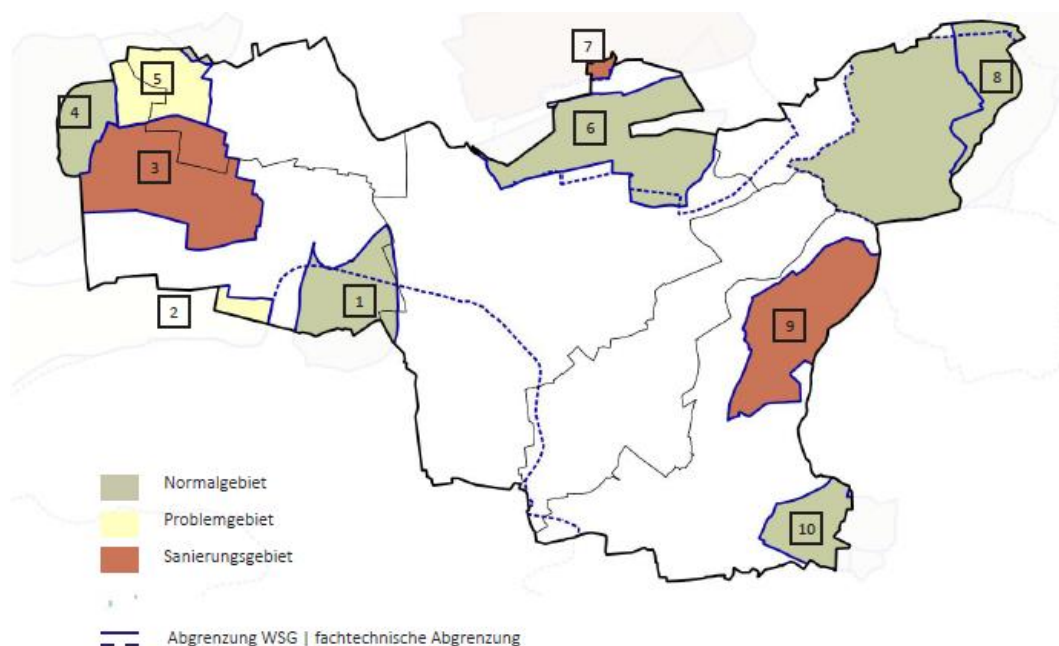 7
5
8
4
6
3
1
2
9
10
Normalgebiet
Problemgebiet
Sanierungsgebiet
Abgrenzung WSG | fachtechnische Abgrenzung